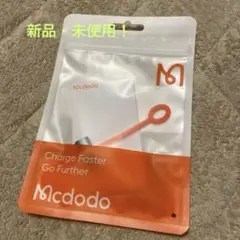 新品・未使用！
Mcdodo
Charge Faster
Go Further
Mcdodo